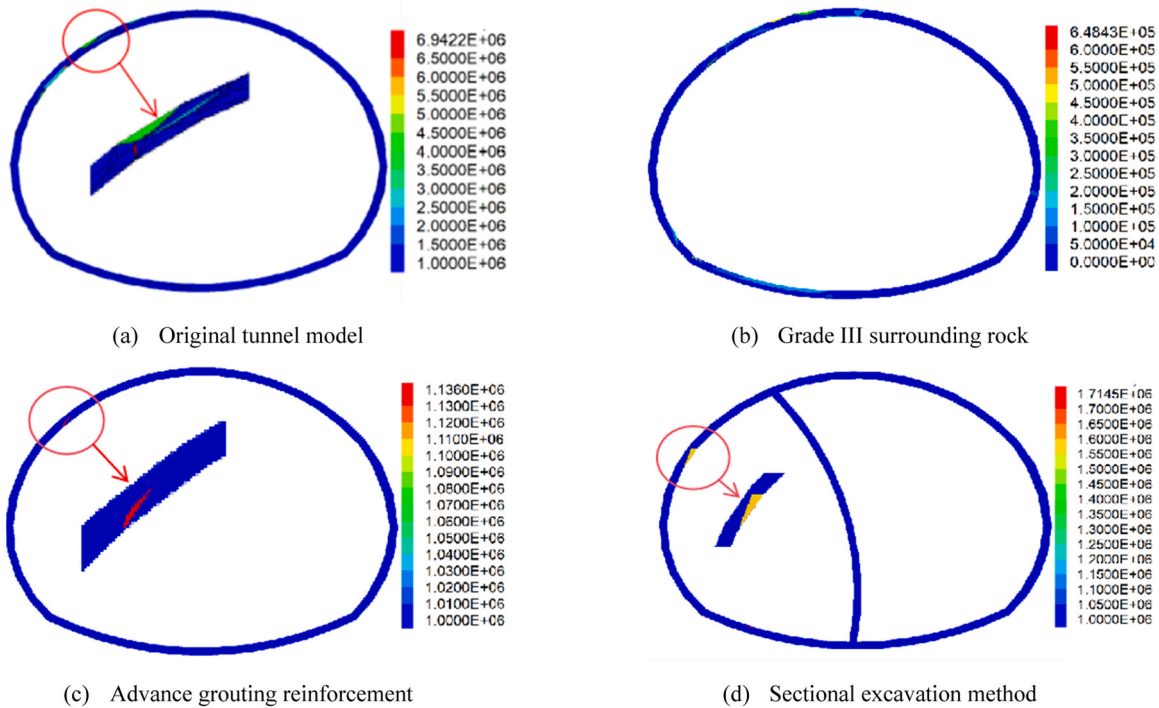 6.9422E+06
6.5000E+06
6.0000E+06
5.5000E+06
5.0000E+06
4.5000E+06
4.0000E+06
3.5000E+06
3.0000E+06
2.5000E+06
2.0000E+06
1.5000E+06
1.0000E+06
(a) Original tunnel model
6.4843E+05
6.0000E+05
5.5000E+05
5.0000E+05
4.5000E+05
4.0000E+05
3.5000E+05
3.0000E+05
2.5000E+05
2.0000E+05
1.5000E+05
1.0000E+05
5.0000E+04
0.0000E+00
(b) Grade III surrounding rock
1.1360E+06
1.1300E+06
1.1200E+06
1.1100E+06
1.1000E+06
1.0900E+06
1.0800E+06
1.0700E+06
1.0600E+06
1.0500E+06
1.0400E+06
1.0300E+06
1.0200E+06
1.0100E+06
1.0000E+06
(c) Advance grouting reinforcement
1.7145E+06
1.7000E+06
1.6500E+06
1.6000E+06
1.5500E+06
1.5000E+06
1.4500E+06
1.4000E+06
1.3500E+06
1.3000E+06
1.2500E+06
1.2000E+06
1.1500E+06
1.1000E+06
1.0500E+06
1.0000E+06
(d) Sectional excavation method